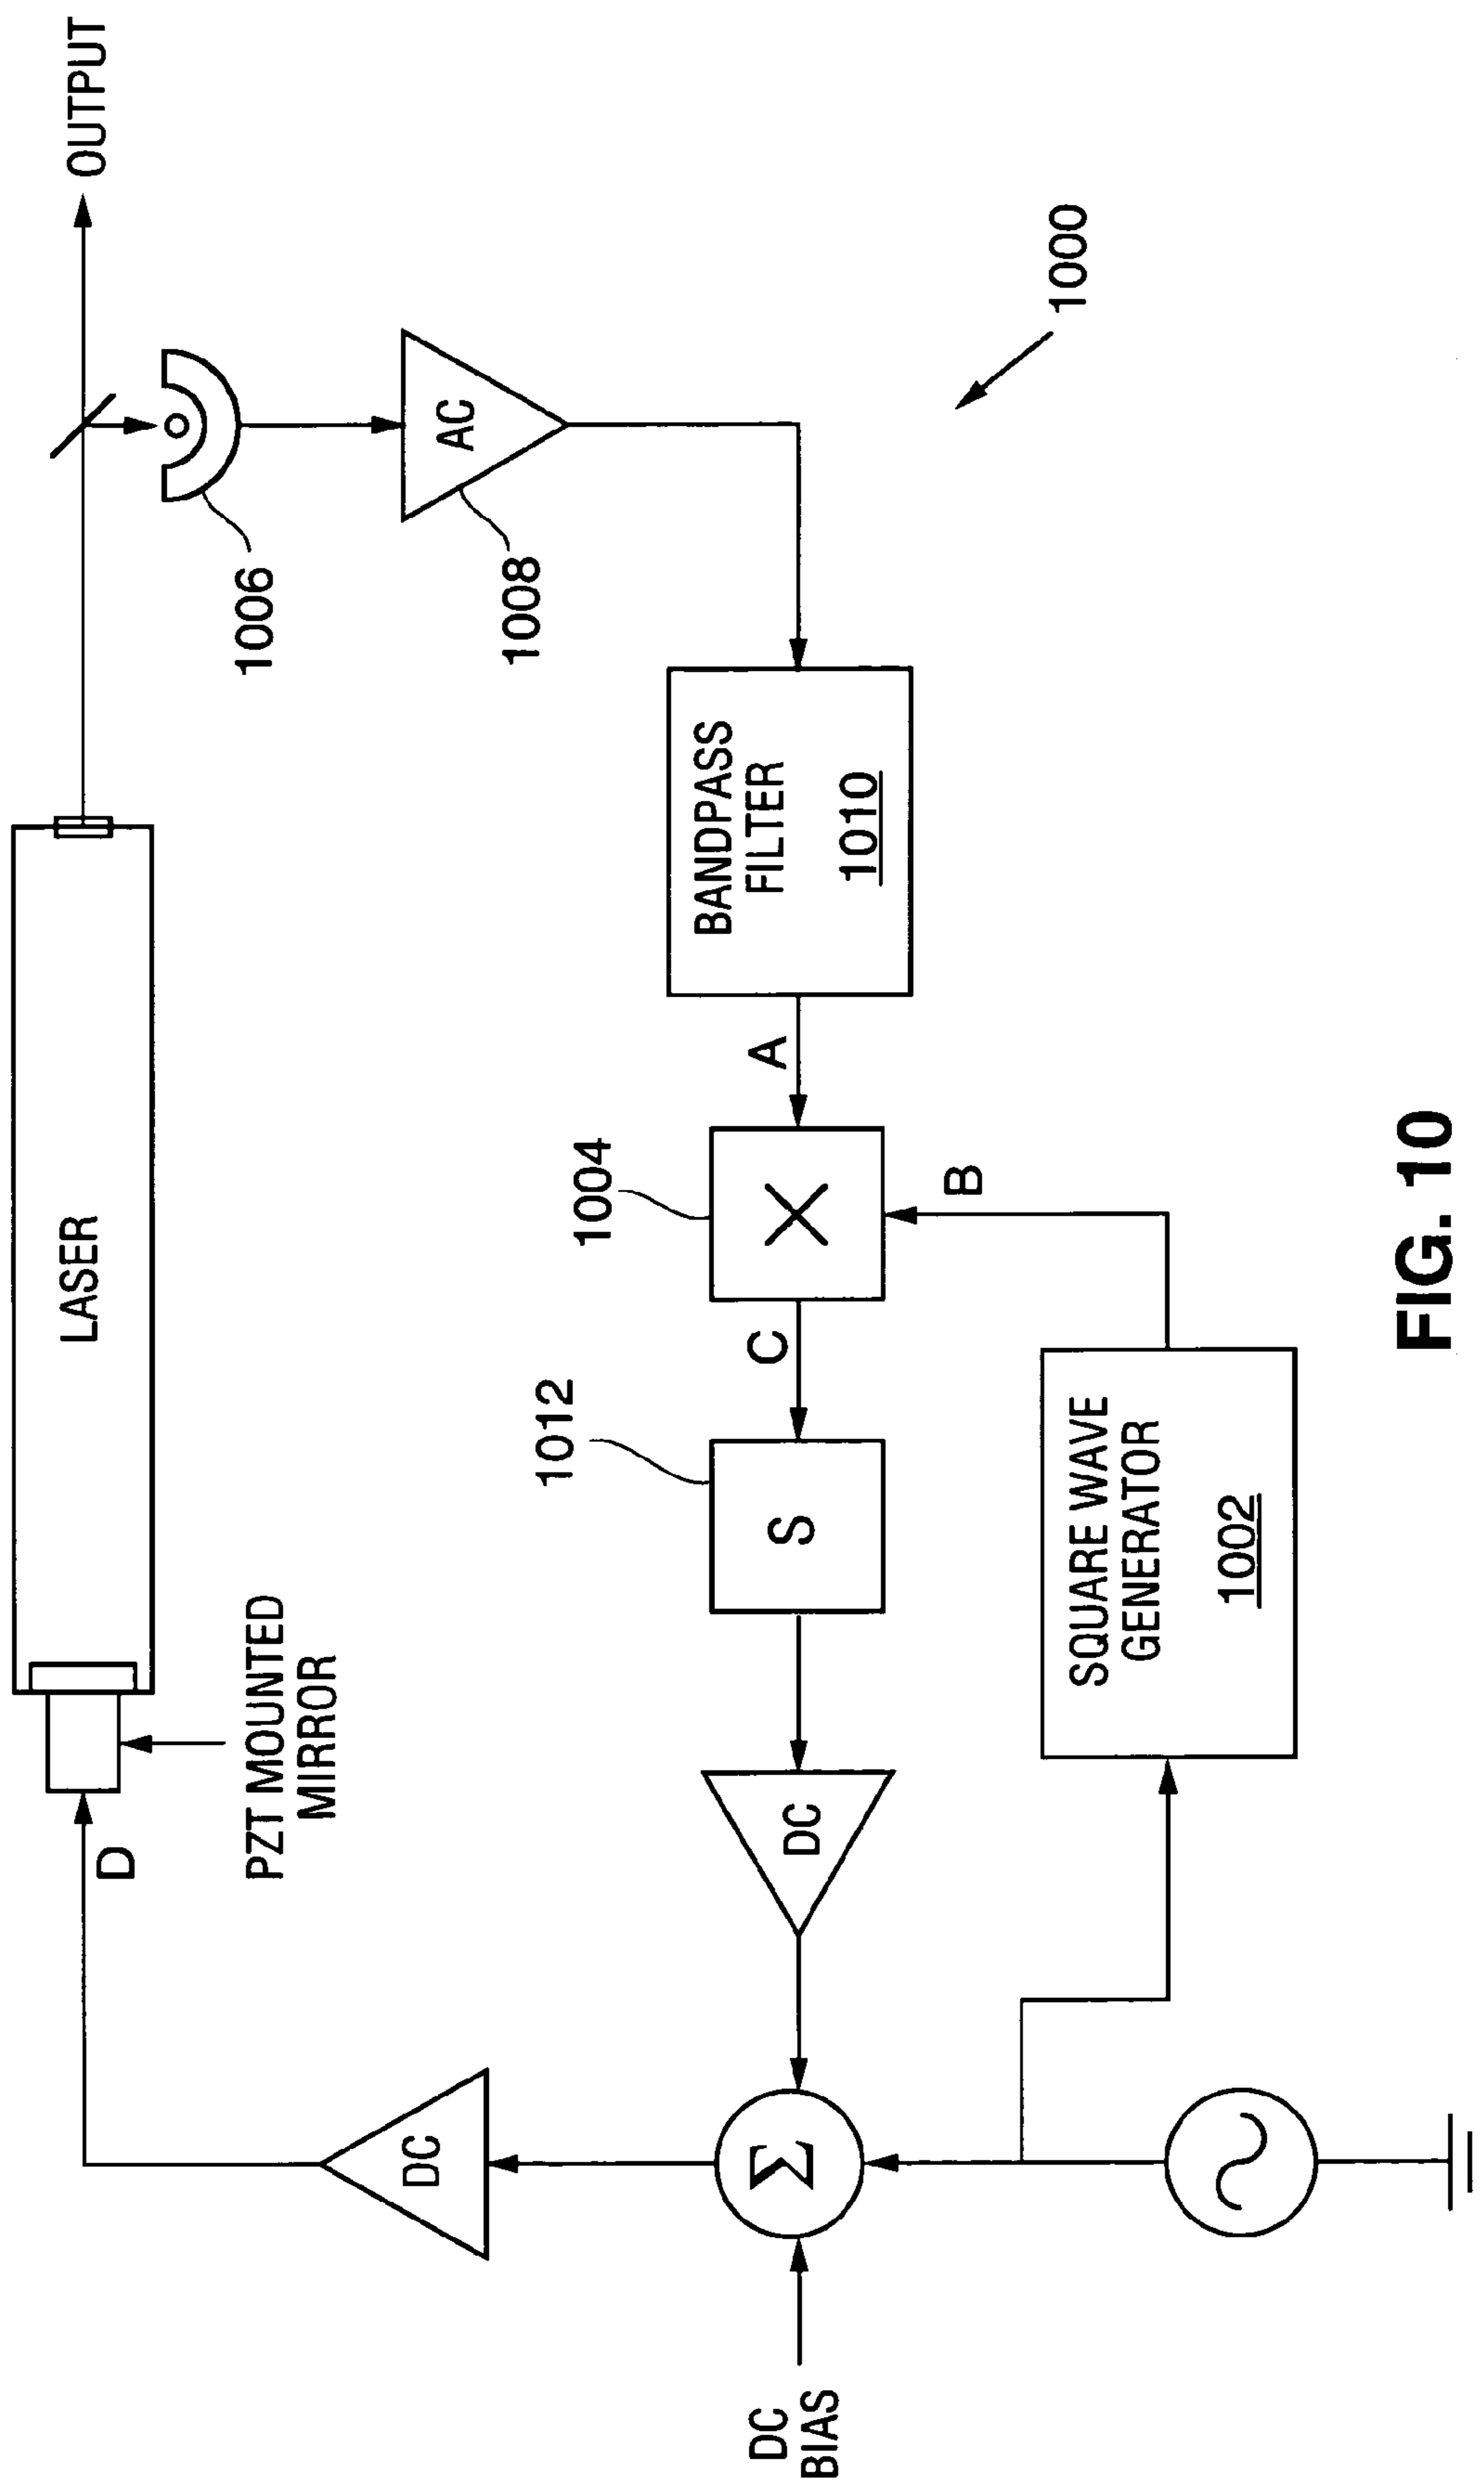 LASER
OUTPUT
D
PZT MOUNTED
MIRROR
1006
AC
1008
DC
1012
1004
BANDPASS
FILTER
1010
DC
BIAS
Σ
DC
S
C
X
A
B
SQUARE WAVE
GENERATOR
1002
1000
FIG. 10